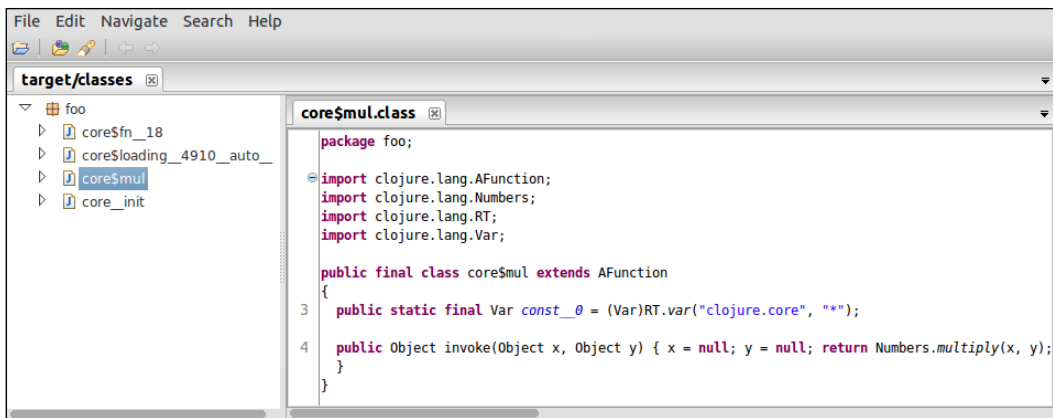 File Edit Navigate Search Help
target/classes
foo
core$fn__18
core$loading__4910__auto__
core$mul
core__init
core$mul.class
package foo;
import clojure.lang.AFunction;
import clojure.lang.Numbers;
import clojure.lang.RT;
import clojure.lang.Var;
public final class core$mul extends AFunction
{
3 public static final Var const__0 = (Var)RT.var("clojure.core", "*");
4 public Object invoke(Object x, Object y) { x = null; y = null; return Numbers.multiply(x, y);
}
}